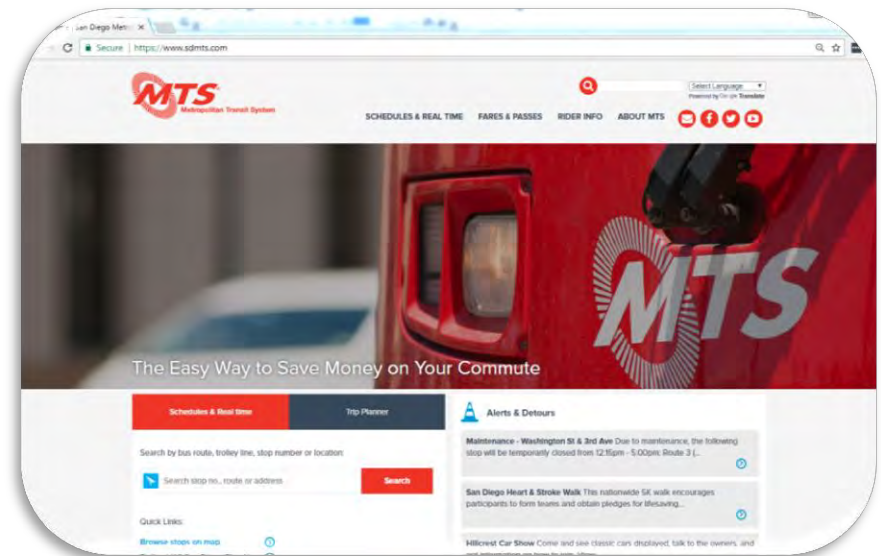 San Diego Metro
Secure | https://www.sdmts.com
MTS
Metropolitan Transit System
Select Language
Powered by Google Translate
SCHEDULES & REAL TIME FARES & PASSES RIDER INFO ABOUT MTS
MTS
The Easy Way to Save Money on Your Commute
Schedules & Real time
Trip Planner
Search by bus route, trolley line, stop number or location:
Search stop no., route or address
Search
Quick Links:
Browse stops on map
Alerts & Detours
Maintenance - Washington St & 3rd Ave Due to maintenance, the following
stop will be temporarily closed from 12:15pm - 5:00pm: Route 3 (...
San Diego Heart & Stroke Walk This nationwide 5K walk encourages
participants to form teams and obtain pledges for lifesaving...
Hillcrest Car Show Come and see classic cars displayed, talk to the owners, and